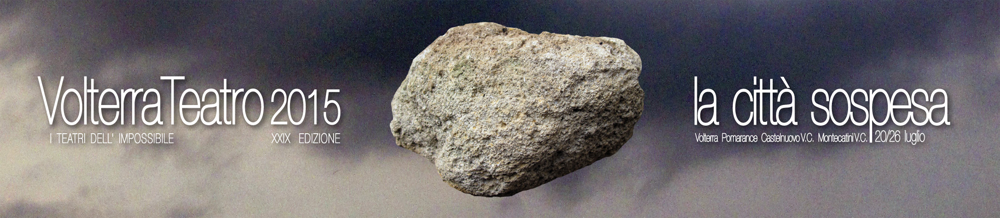 VolterraTeatro 2015
I TEATRI DELL' IMPOSSIBILE XXIX EDIZIONE
la città sospesa
Volterra Pomarance Castelnuovo V.C. Montecatini V.C. 20/26 luglio